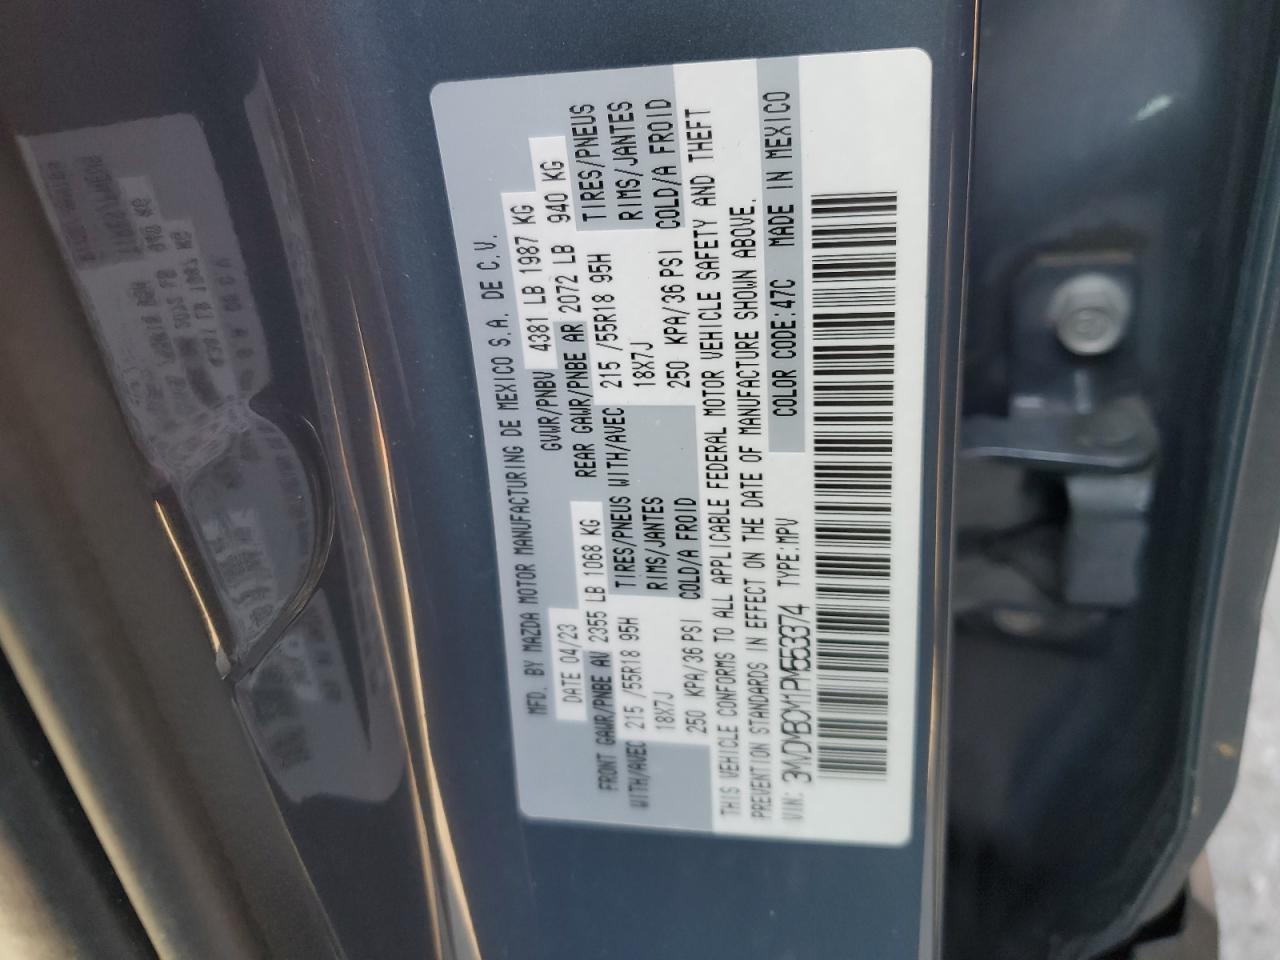 MFD. BY MAZDA MOTOR MANUFACTURING DE MEXICO S.A. DE C.V.
DATE 04/23 GVWR/PNBV 4381 LB 1987 KG
FRONT GAWR/PNBE AV 2355 LB 1068 KG REAR GAWR/PNBE AR 2072 LB 940 KG
WITH/AVEC 215 /55R18 95H TIRES/PNEUS WITH/AVEC 215 /55R18 95H TIRES/PNEUS
18X7J RIMS/JANTES 18X7J RIMS/JANTES
250 KPA/36 PSI COLD/A FROID 250 KPA/36 PSI COLD/A FROID
THIS VEHICLE CONFORMS TO ALL APPLICABLE FEDERAL MOTOR VEHICLE SAFETY AND THEFT
PREVENTION STANDARDS IN EFFECT ON THE DATE OF MANUFACTURE SHOWN ABOVE.
VIN: 3MVDMBCM1PM553374 TYPE:MPV COLOR CODE:47C MADE IN MEXICO